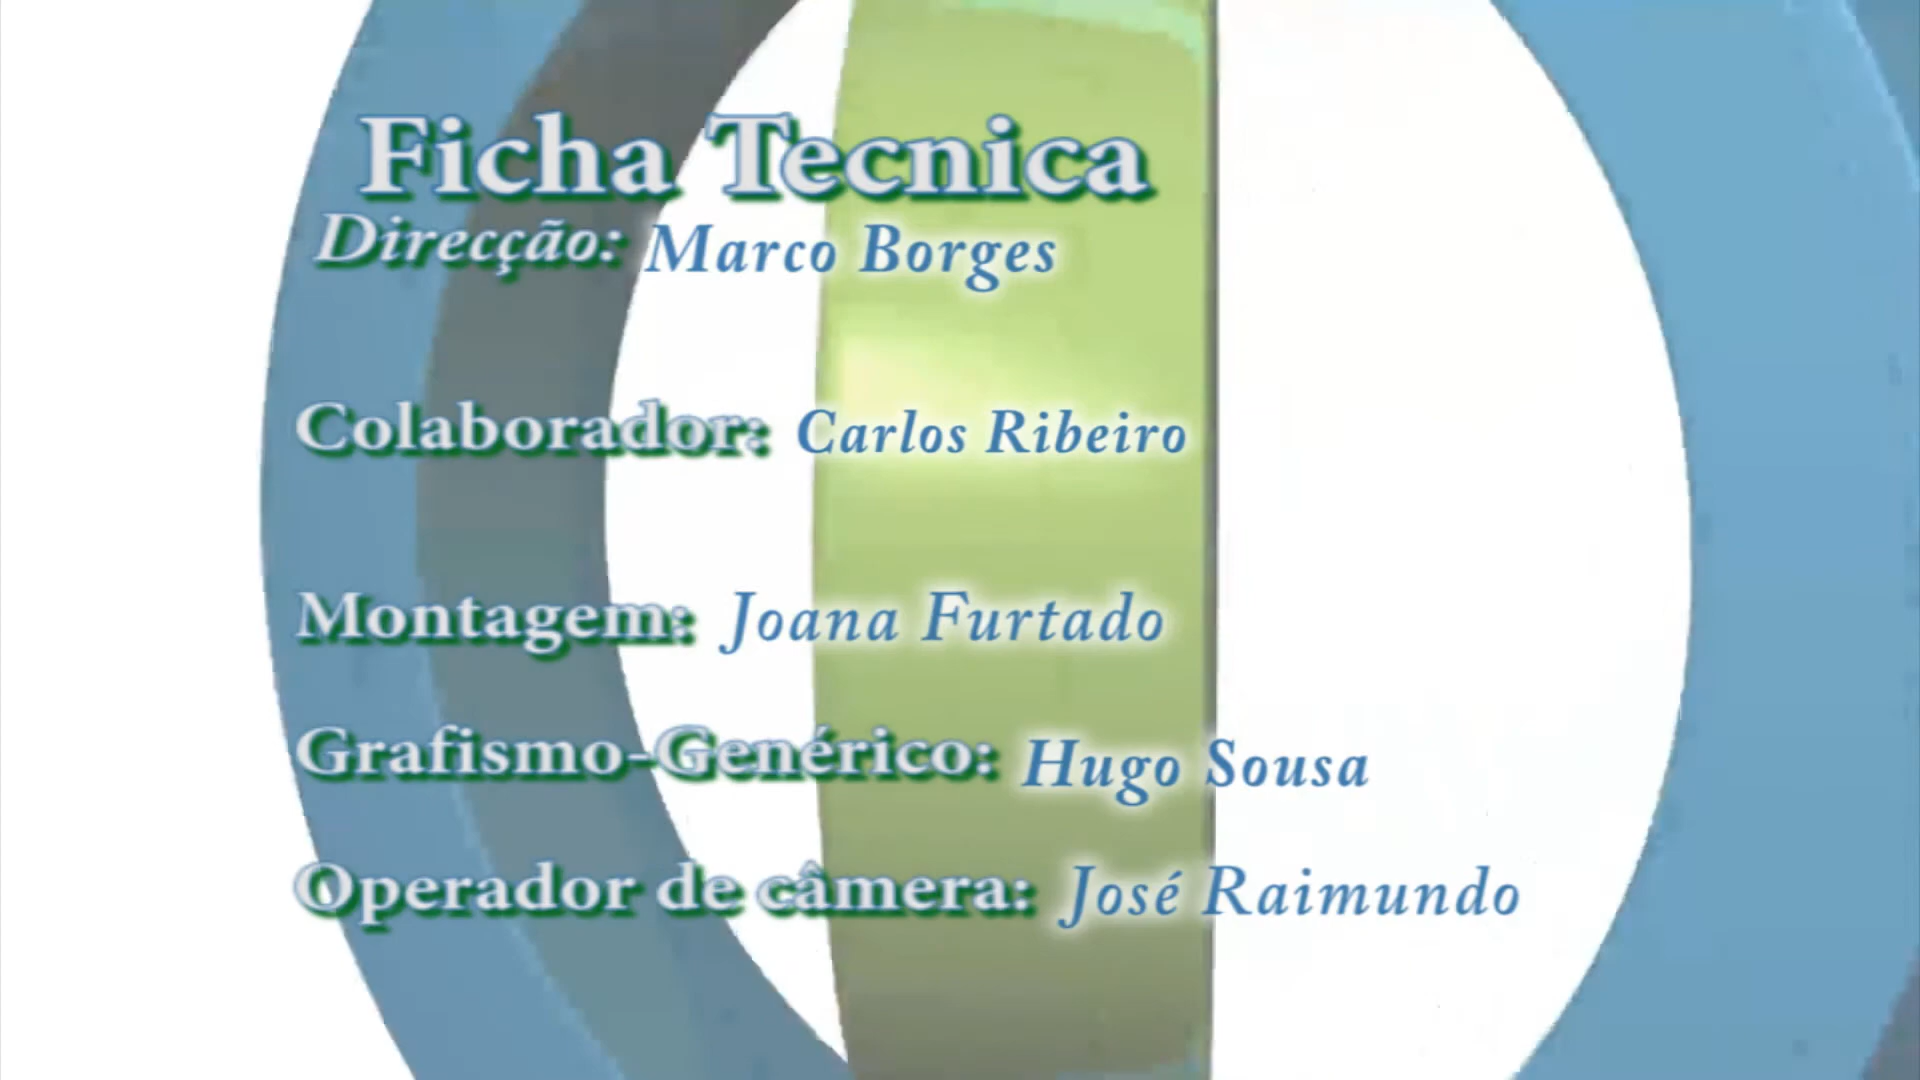 Ficha Tecnica
Direcção: Marco Borges
Colaborador: Carlos Ribeiro
Montagem: Joana Furtado
Grafismo-Genérico: Hugo Sousa
Operador de câmera: José Raimundo